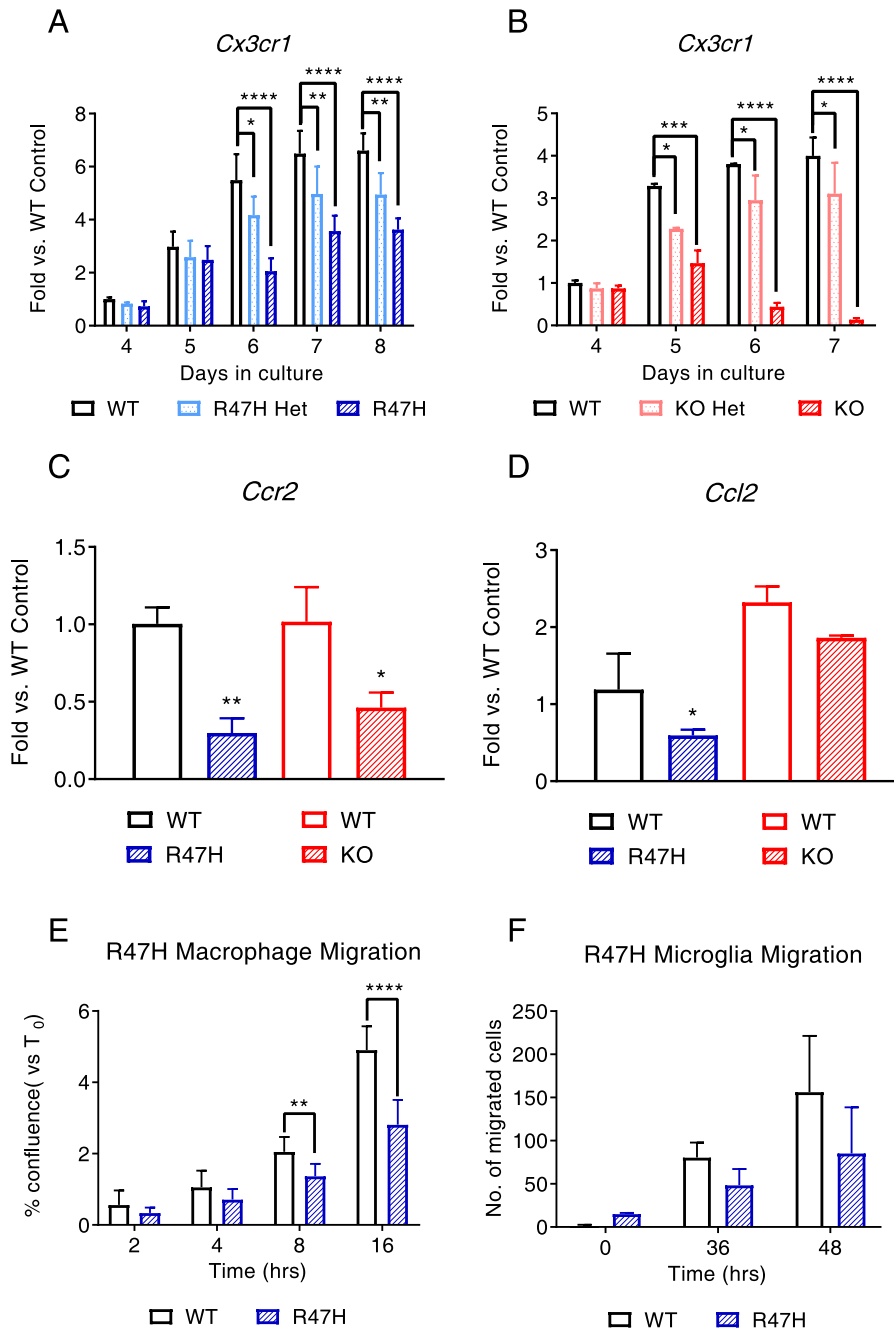 A
Cx3cr1
Fold vs. WT Control
8
6
4
2
0
****
*
****
**
****
**
4 5 6 7 8
Days in culture
WT R47H Het R47H
B
Cx3cr1
Fold vs. WT Control
5
4
3
2
1
0
***
*
****
*
****
*
4 5 6 7
Days in culture
WT KO Het KO
C
Ccr2
Fold vs. WT Control
1.5
1.0
0.5
0.0
**
*
WT WT
R47H KO
D
Ccl2
Fold vs. WT Control
3
2
1
0
*
WT WT
R47H KO
E
R47H Macrophage Migration
% confluence( vs T0)
6
4
2
0
**
****
2 4 8 16
Time (hrs)
WT R47H
F
R47H Microglia Migration
No. of migrated cells
250
200
150
100
50
0
0 36 48
Time (hrs)
WT R47H